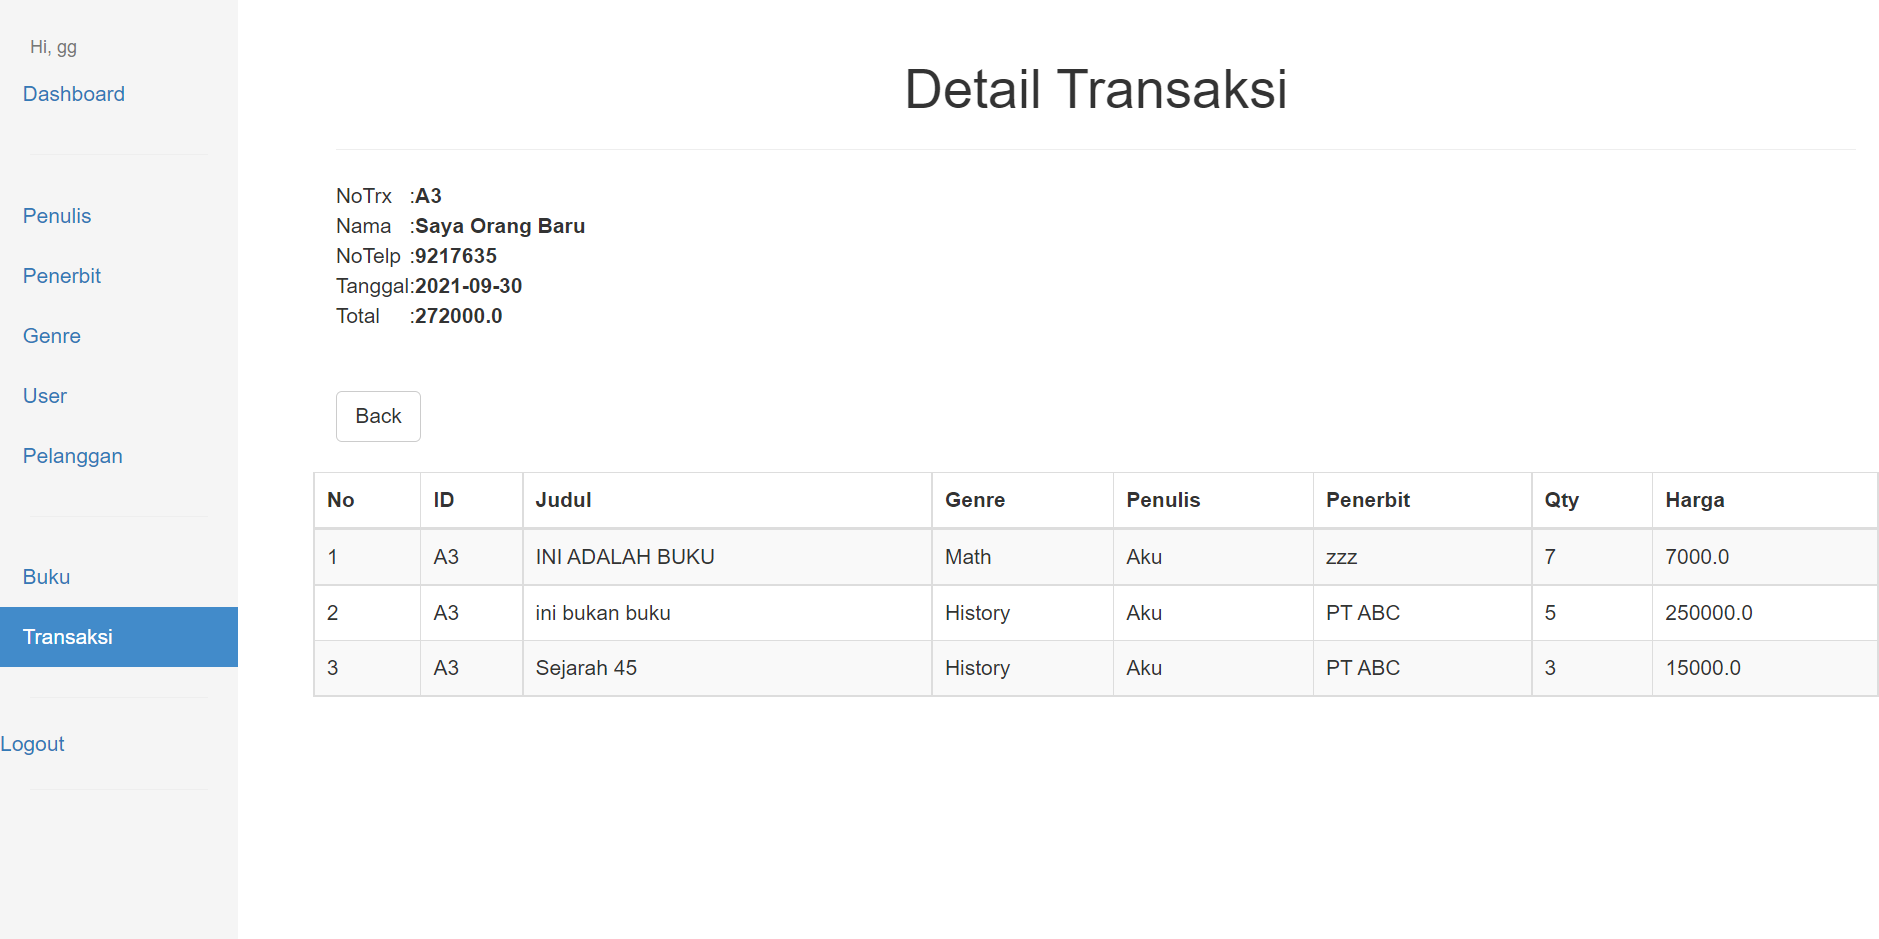 Hi, gg
Dashboard
Penulis
Penerbit
Genre
User
Pelanggan
Buku
Transaksi
Logout
Detail Transaksi
NoTrx :A3
Nama :Saya Orang Baru
NoTelp :9217635
Tanggal:2021-09-30
Total :272000.0
Back
No ID Judul Genre Penulis Penerbit Qty Harga
1 A3 INI ADALAH BUKU Math Aku zzz 7 7000.0
2 A3 ini bukan buku History Aku PT ABC 5 250000.0
3 A3 Sejarah 45 History Aku PT ABC 3 15000.0